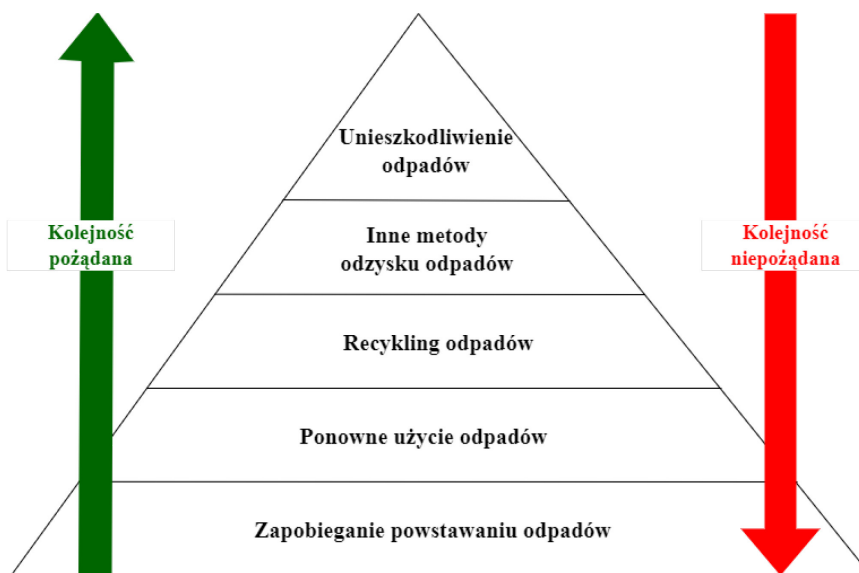 Unieszkodliwienie
odpadów
Kolejność
pożądana
Inne metody
odzysku odpadów
Kolejność
niepożądana
Recykling odpadów
Ponowne użycie odpadów
Zapobieganie powstawaniu odpadów